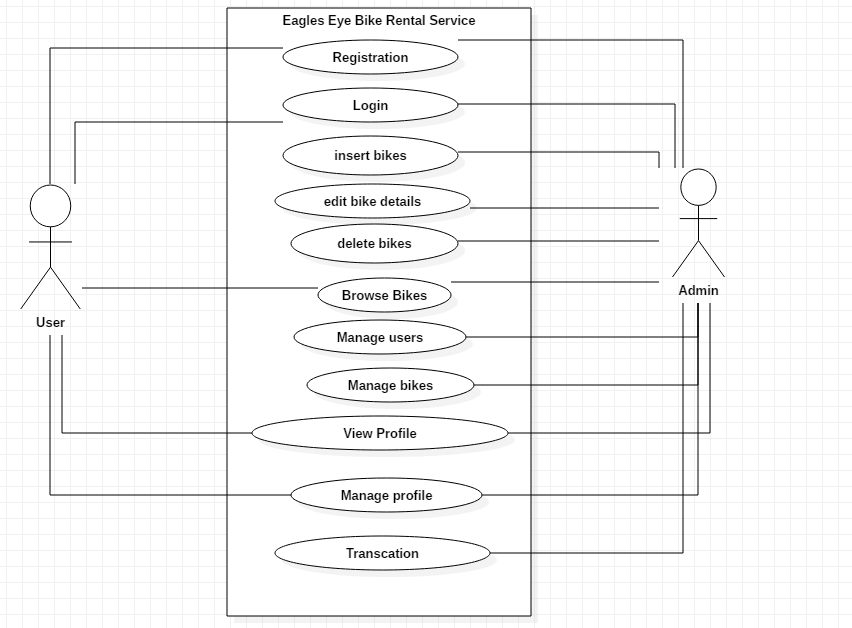 Eagles Eye Bike Rental Service
Registration
Login
insert bikes
edit bike details
delete bikes
Browse Bikes
Admin
User
Manage users
Manage bikes
View Profile
Manage profile
Transcation